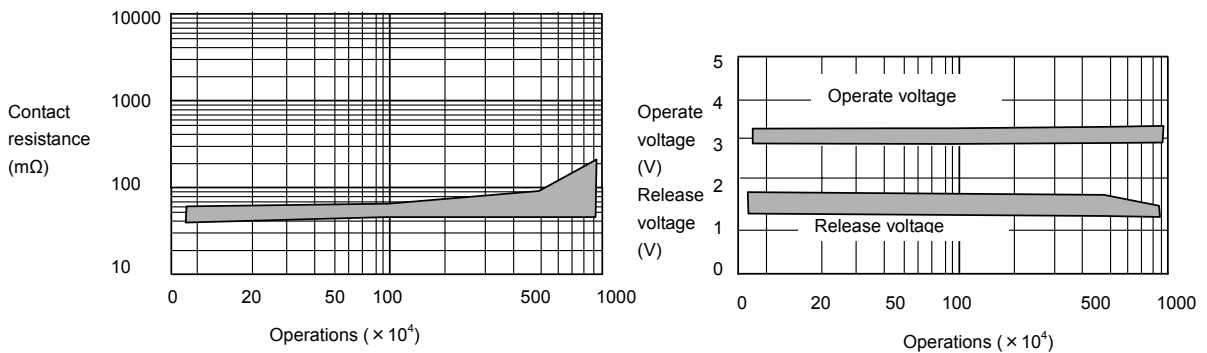 10000
1000
100
10
Contact
resistance
(mΩ)
0 20 50 100 500 1000
Operations ( × 10⁴)
5
4
3
2
1
0
Operate
voltage
(V)
Release
voltage
(V)
Operate voltage
Release voltage
0 20 50 100 500 1000
Operations ( × 10⁴)